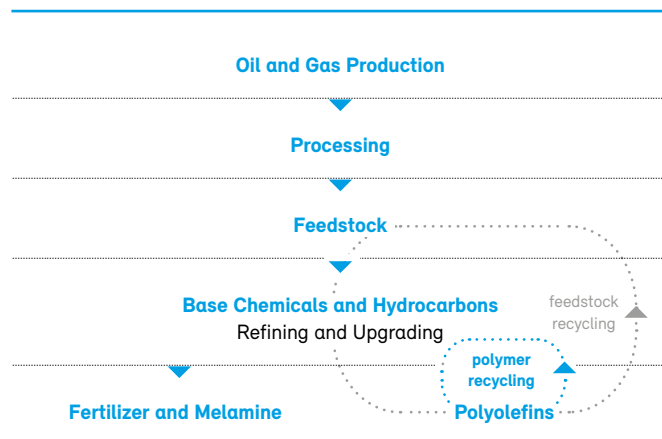 Oil and Gas Production
Processing
Feedstock
Base Chemicals and Hydrocarbons
Refining and Upgrading
feedstock
recycling
polymer
recycling
Fertilizer and Melamine
Polyolefins